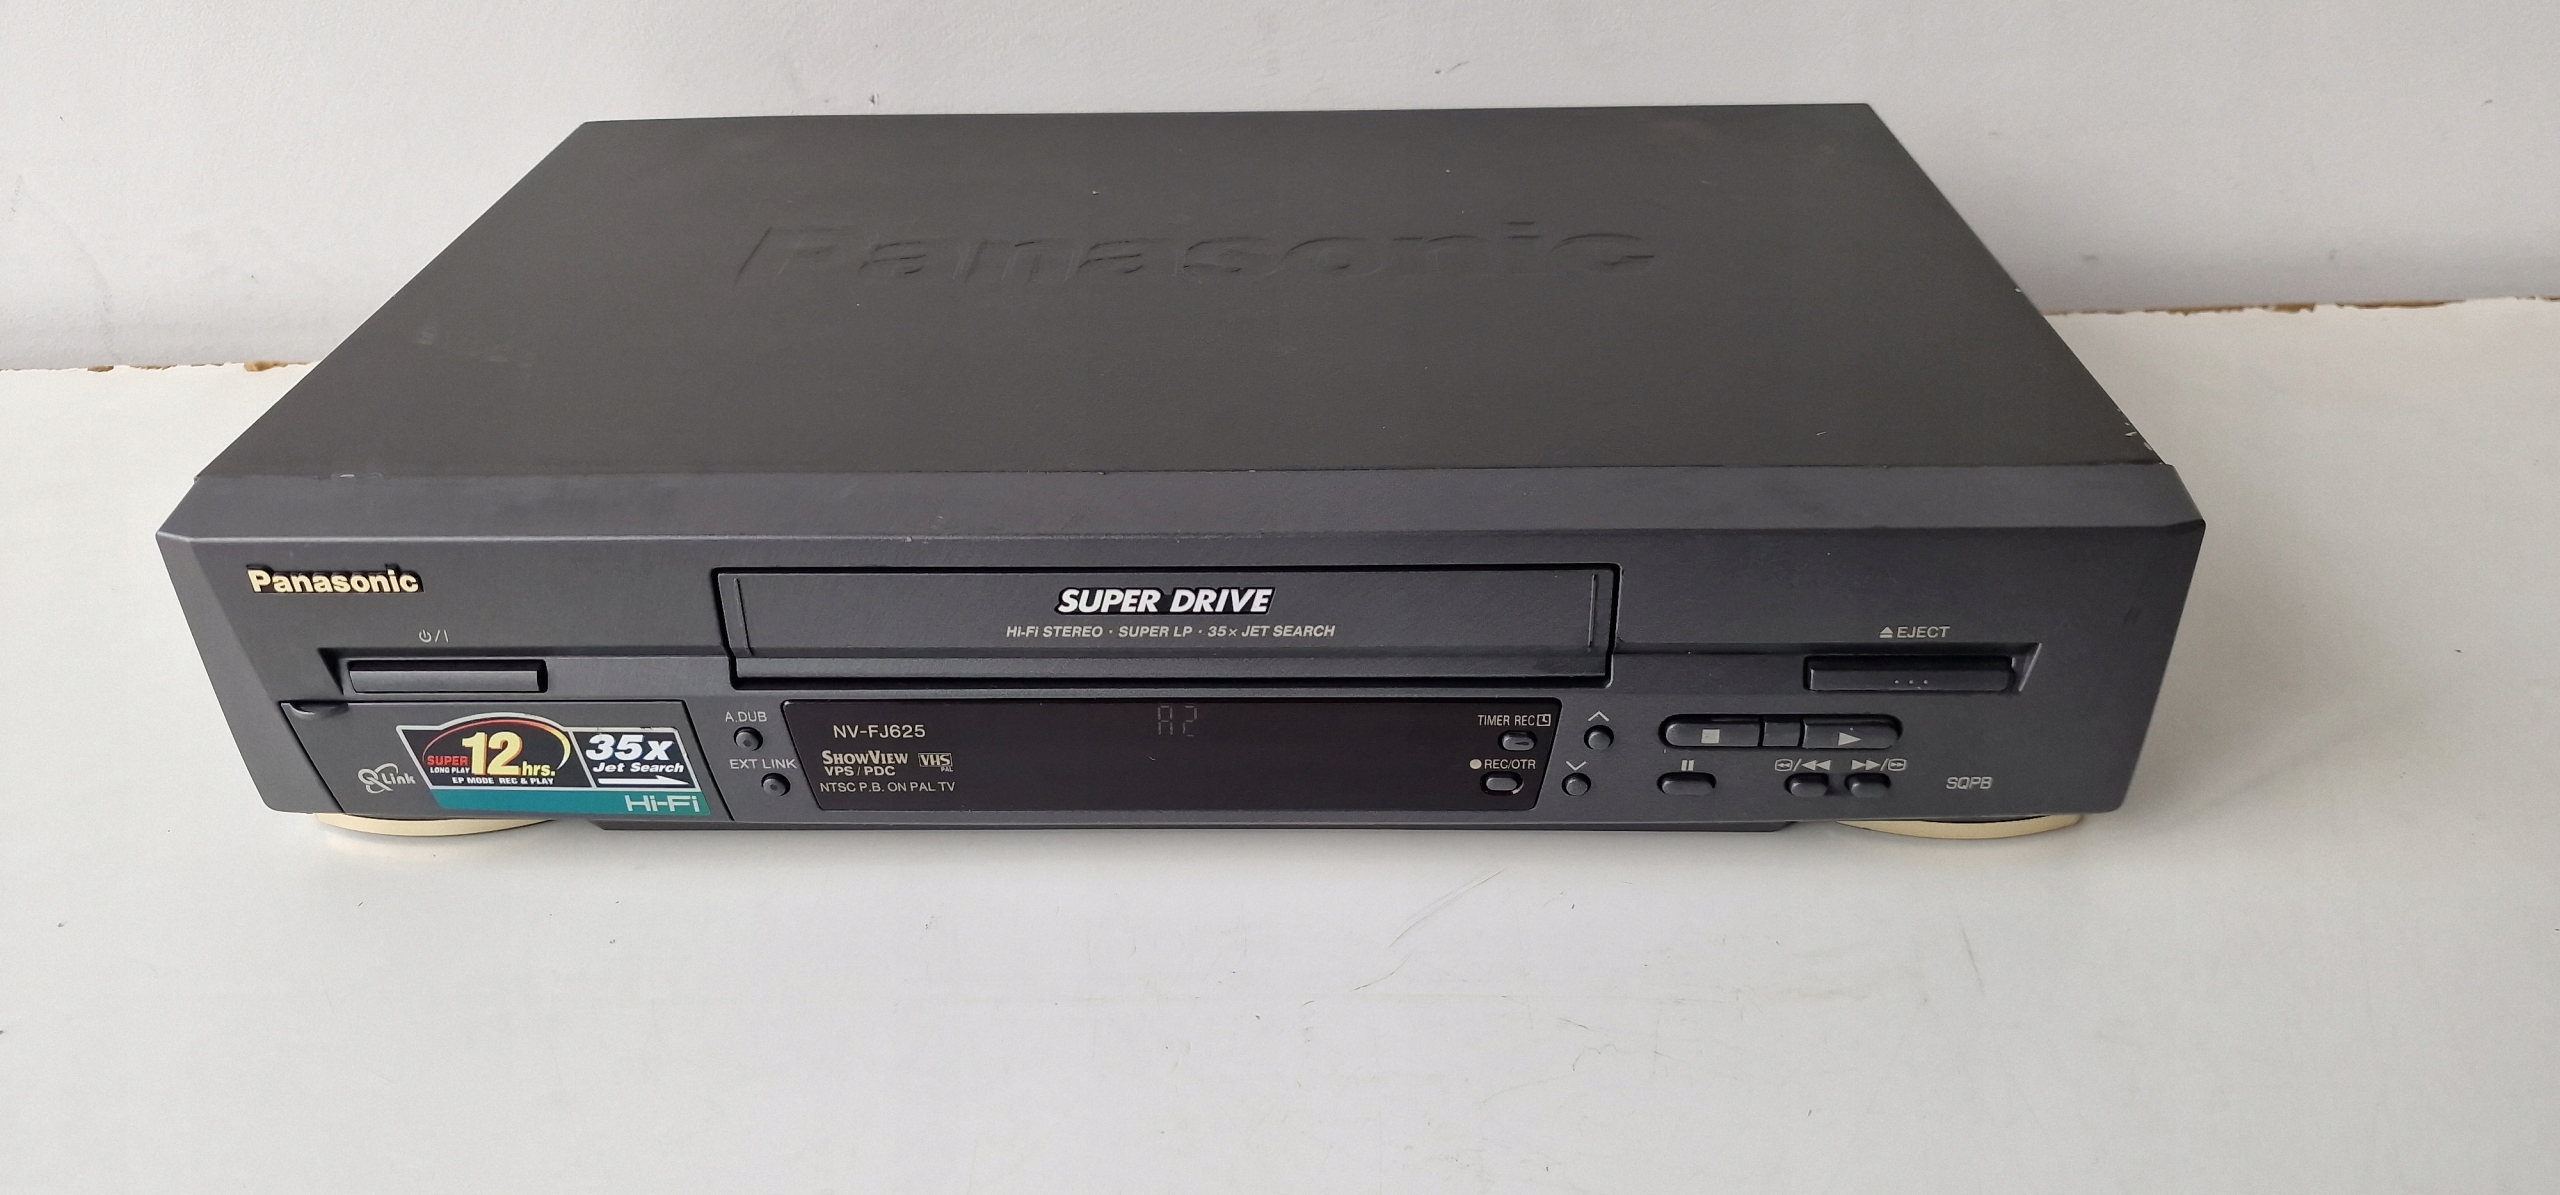 Panasonic
Panasonic
SUPER DRIVE
HI-FI STEREO · SUPER LP · 35x JET SEARCH
⏻/I
⏏EJECT
A.DUB
EXT LINK
Q Link
SUPER
LONG PLAY
12hrs.
EP MODE REC & PLAY
35x
Jet Search
Hi-Fi
NV-FJ625
A2
SHOWVIEW
VPS/PDC
VHS
PAL
NTSC P.B. ON PAL TV
TIMER REC
●REC/OTR
SQPB